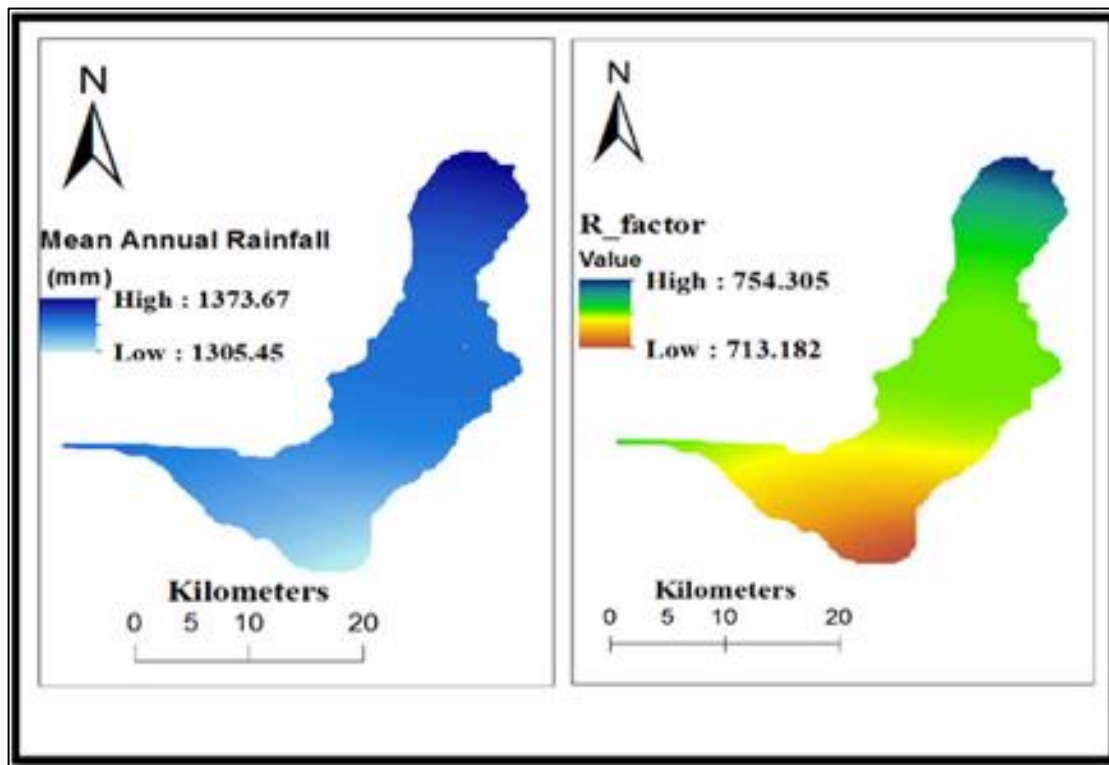 N
Mean Annual Rainfall
(mm)
High : 1373.67
Low : 1305.45
Kilometers
0 5 10 20
N
R_factor
Value
High : 754.305
Low : 713.182
Kilometers
0 5 10 20